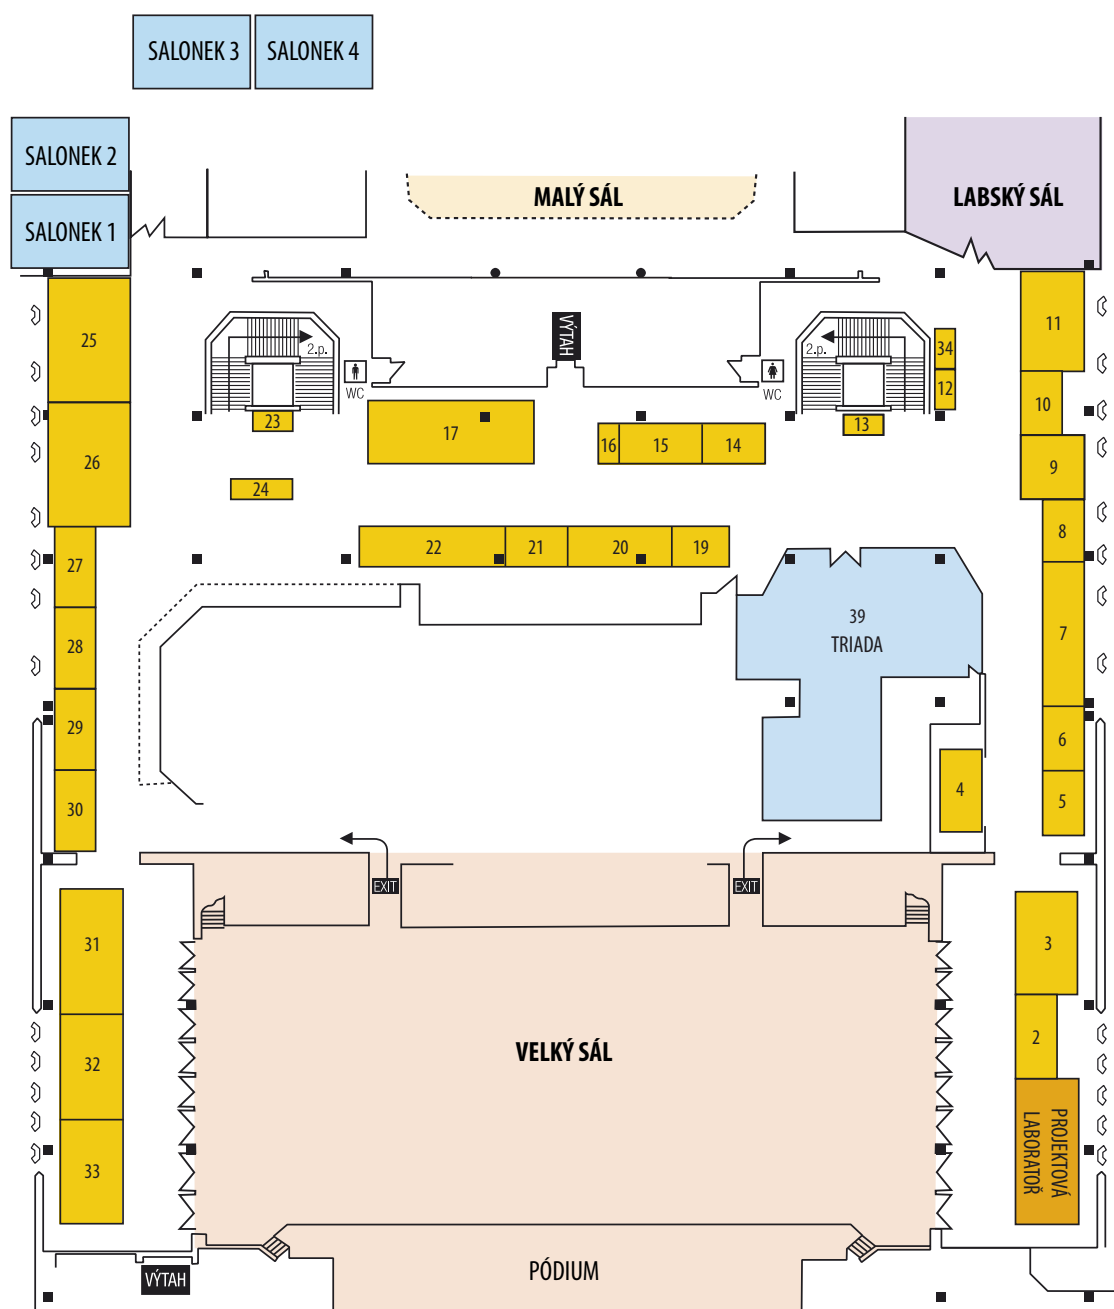 SALONEK 3
SALONEK 4
SALONEK 2
SALONEK 1
MALÝ SÁL
LABSKÝ SÁL
25
2.p.
WC
VÝTAH
2.p.
WC
34
12
11
10
23
17
16
15
14
13
9
26
24
22
21
20
19
8
27
28
29
30
39
TRIADA
7
6
5
4
EXIT
EXIT
31
32
33
VELKÝ SÁL
3
2
PROJEKTOVÁ
LABORATOŘ
PÓDIUM
VÝTAH